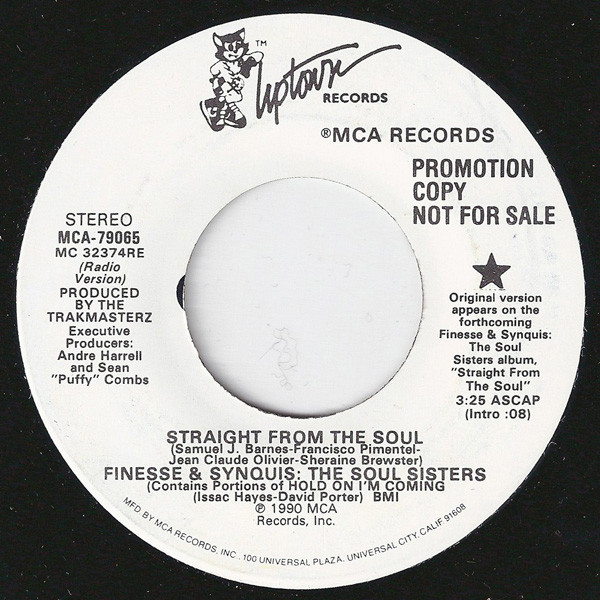 Uptown™
RECORDS
®MCA RECORDS
PROMOTION
COPY
NOT FOR SALE
STEREO
MCA-79065
MC 32374RE
(Radio
Version)
PRODUCED
BY THE
TRAKMASTERZ
Executive
Producers:
Andre Harrell
and Sean
"Puffy" Combs
Original version
appears on the
forthcoming
Finesse & Synquis:
The Soul
Sisters album,
"Straight From
The Soul"
3:25 ASCAP
(Intro :08)
STRAIGHT FROM THE SOUL
(Samuel J. Barnes-Francisco Pimentel-
Jean Claude Olivier-Sheraine Brewster)
FINESSE & SYNQUIS: THE SOUL SISTERS
(Contains Portions of HOLD ON I'M COMING
(Issac Hayes-David Porter) BMI
℗ 1990 MCA
Records, Inc.
MFD BY MCA RECORDS, INC., 100 UNIVERSAL PLAZA, UNIVERSAL CITY, CALIF 91608